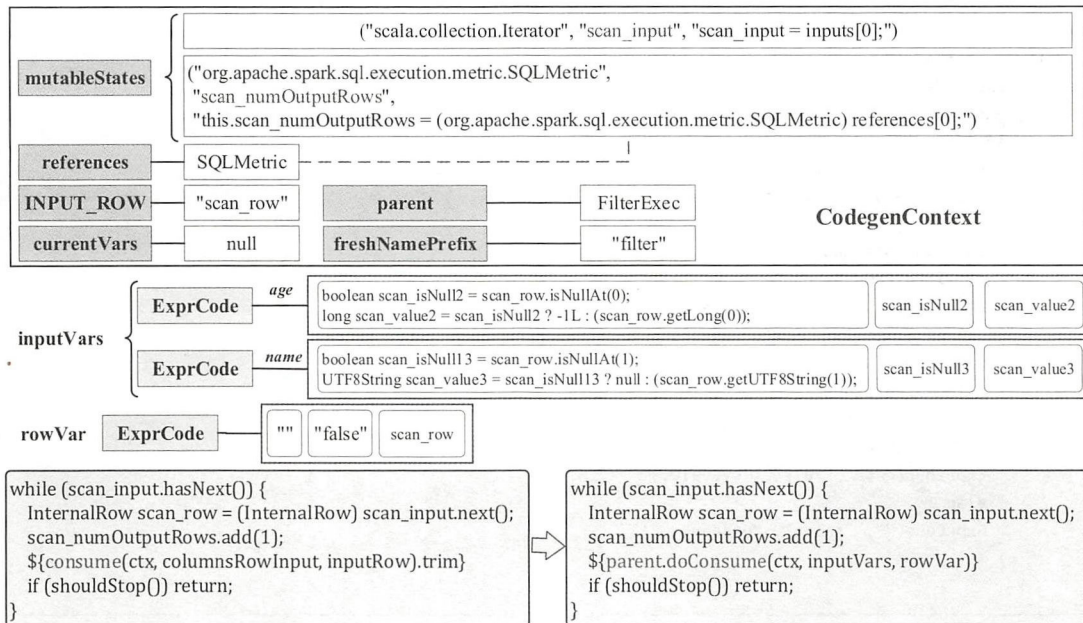 ("scala.collection.Iterator", "scan_input", "scan_input = inputs[0];")
mutableStates
("org.apache.spark.sql.execution.metric.SQLMetric",
"scan_numOutputRows",
"this.scan_numOutputRows = (org.apache.spark.sql.execution.metric.SQLMetric) references[0];")
references
SQLMetric
INPUT_ROW
"scan_row"
parent
FilterExec
CodegenContext
currentVars
null
freshNamePrefix
"filter"
inputVars
ExprCode
age
boolean scan_isNull2 = scan_row.isNullAt(0);
long scan_value2 = scan_isNull2 ? -1L : (scan_row.getLong(0));
scan_isNull2
scan_value2
ExprCode
name
boolean scan_isNull13 = scan_row.isNullAt(1);
UTF8String scan_value3 = scan_isNull13 ? null : (scan_row.getUTF8String(1));
scan_isNull3
scan_value3
rowVar
ExprCode
""
"false"
scan_row
while (scan_input.hasNext()) {
InternalRow scan_row = (InternalRow) scan_input.next();
scan_numOutputRows.add(1);
${consume(ctx, columnsRowInput, inputRow).trim}
if (shouldStop()) return;
}
while (scan_input.hasNext()) {
InternalRow scan_row = (InternalRow) scan_input.next();
scan_numOutputRows.add(1);
${parent.doConsume(ctx, inputVars, rowVar)}
if (shouldStop()) return;
}